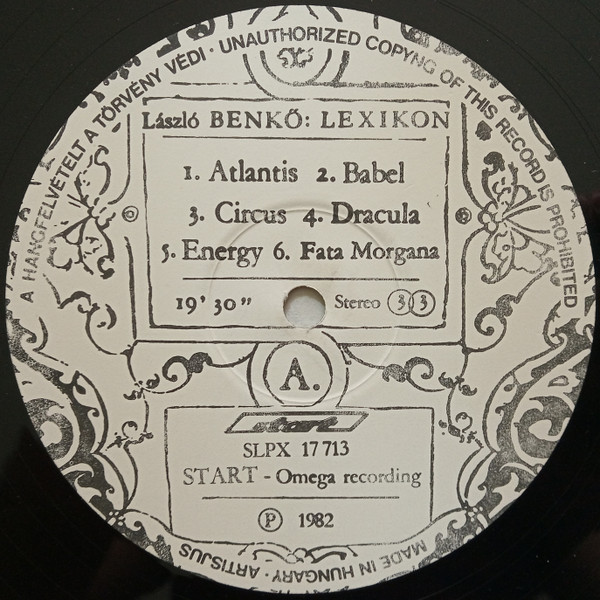 A HANGFELVÉTELT A TÖRVÉNY VÉDI · UNAUTHORIZED COPYNG OF THIS RECORD IS PROHIBITED
László BENKŐ: LEXIKON
1. Atlantis 2. Babel
3. Circus 4. Dracula
5. Energy 6. Fata Morgana
19' 30" Stereo 33
A.
start
SLPX 17713
START - Omega recording
Ⓟ 1982
MADE IN HUNGARY · ARTISJUS